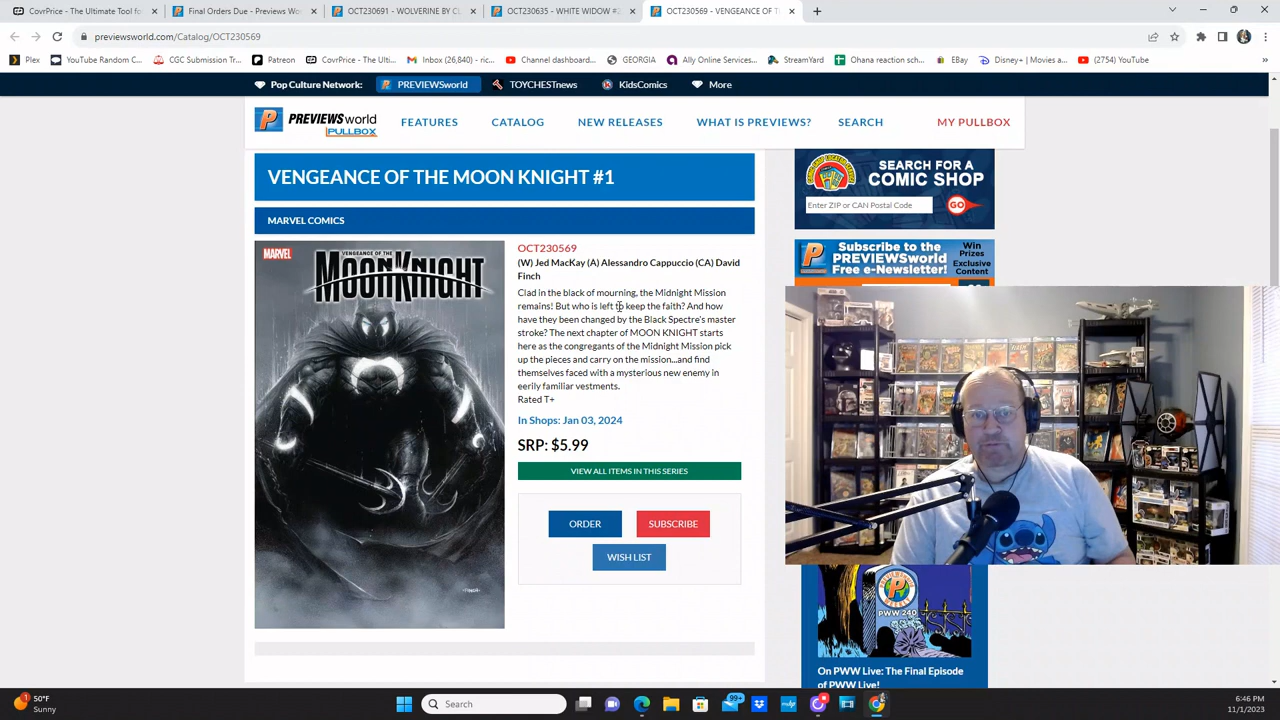 CovrPrice - The Ultimate Tool for
Final Orders Due - Previews Wo
OCT230691 - WOLVERINE BY CL
OCT230635 - WHITE WIDOW #2
OCT230569 - VENGEANCE OF T
previewsworld.com/Catalog/OCT230569
Plex
YouTube Random C...
CGC Submission Tr...
Patreon
CovrPrice - The Ulti...
Inbox (26,840) - ric...
Channel dashboard...
GEORGIA
Ally Online Services...
StreamYard
Ohana reaction sch...
EBay
Disney+ | Movies a...
(2754) YouTube
Pop Culture Network:
PREVIEWSworld
TOYCHESTnews
KidsComics
More
PREVIEWSworld
PULLBOX
FEATURES
CATALOG
NEW RELEASES
WHAT IS PREVIEWS?
SEARCH
MY PULLBOX
VENGEANCE OF THE MOON KNIGHT #1
MARVEL COMICS
MARVEL
VENGEANCE OF THE
MOON KNIGHT
OCT230569
(W) Jed MacKay (A) Alessandro Cappuccio (CA) David
Finch
Clad in the black of mourning, the Midnight Mission
remains! But who is left to keep the faith? And how
have they been changed by the Black Spectre's master
stroke? The next chapter of MOON KNIGHT starts
here as the congregants of the Midnight Mission pick
up the pieces and carry on the mission...and find
themselves faced with a mysterious new enemy in
eerily familiar vestments.
Rated T+
In Shops: Jan 03, 2024
SRP: $5.99
VIEW ALL ITEMS IN THIS SERIES
ORDER
SUBSCRIBE
WISH LIST
SEARCH FOR A
COMIC SHOP
Enter ZIP or CAN Postal Code
GO
Subscribe to the
PREVIEWSworld
Free e-Newsletter!
Win
Prizes
Exclusive
Content
PWW 240
On PWW Live: The Final Episode
of PWW Live!
50°F
Sunny
Search
99+
6:46 PM
11/1/2023